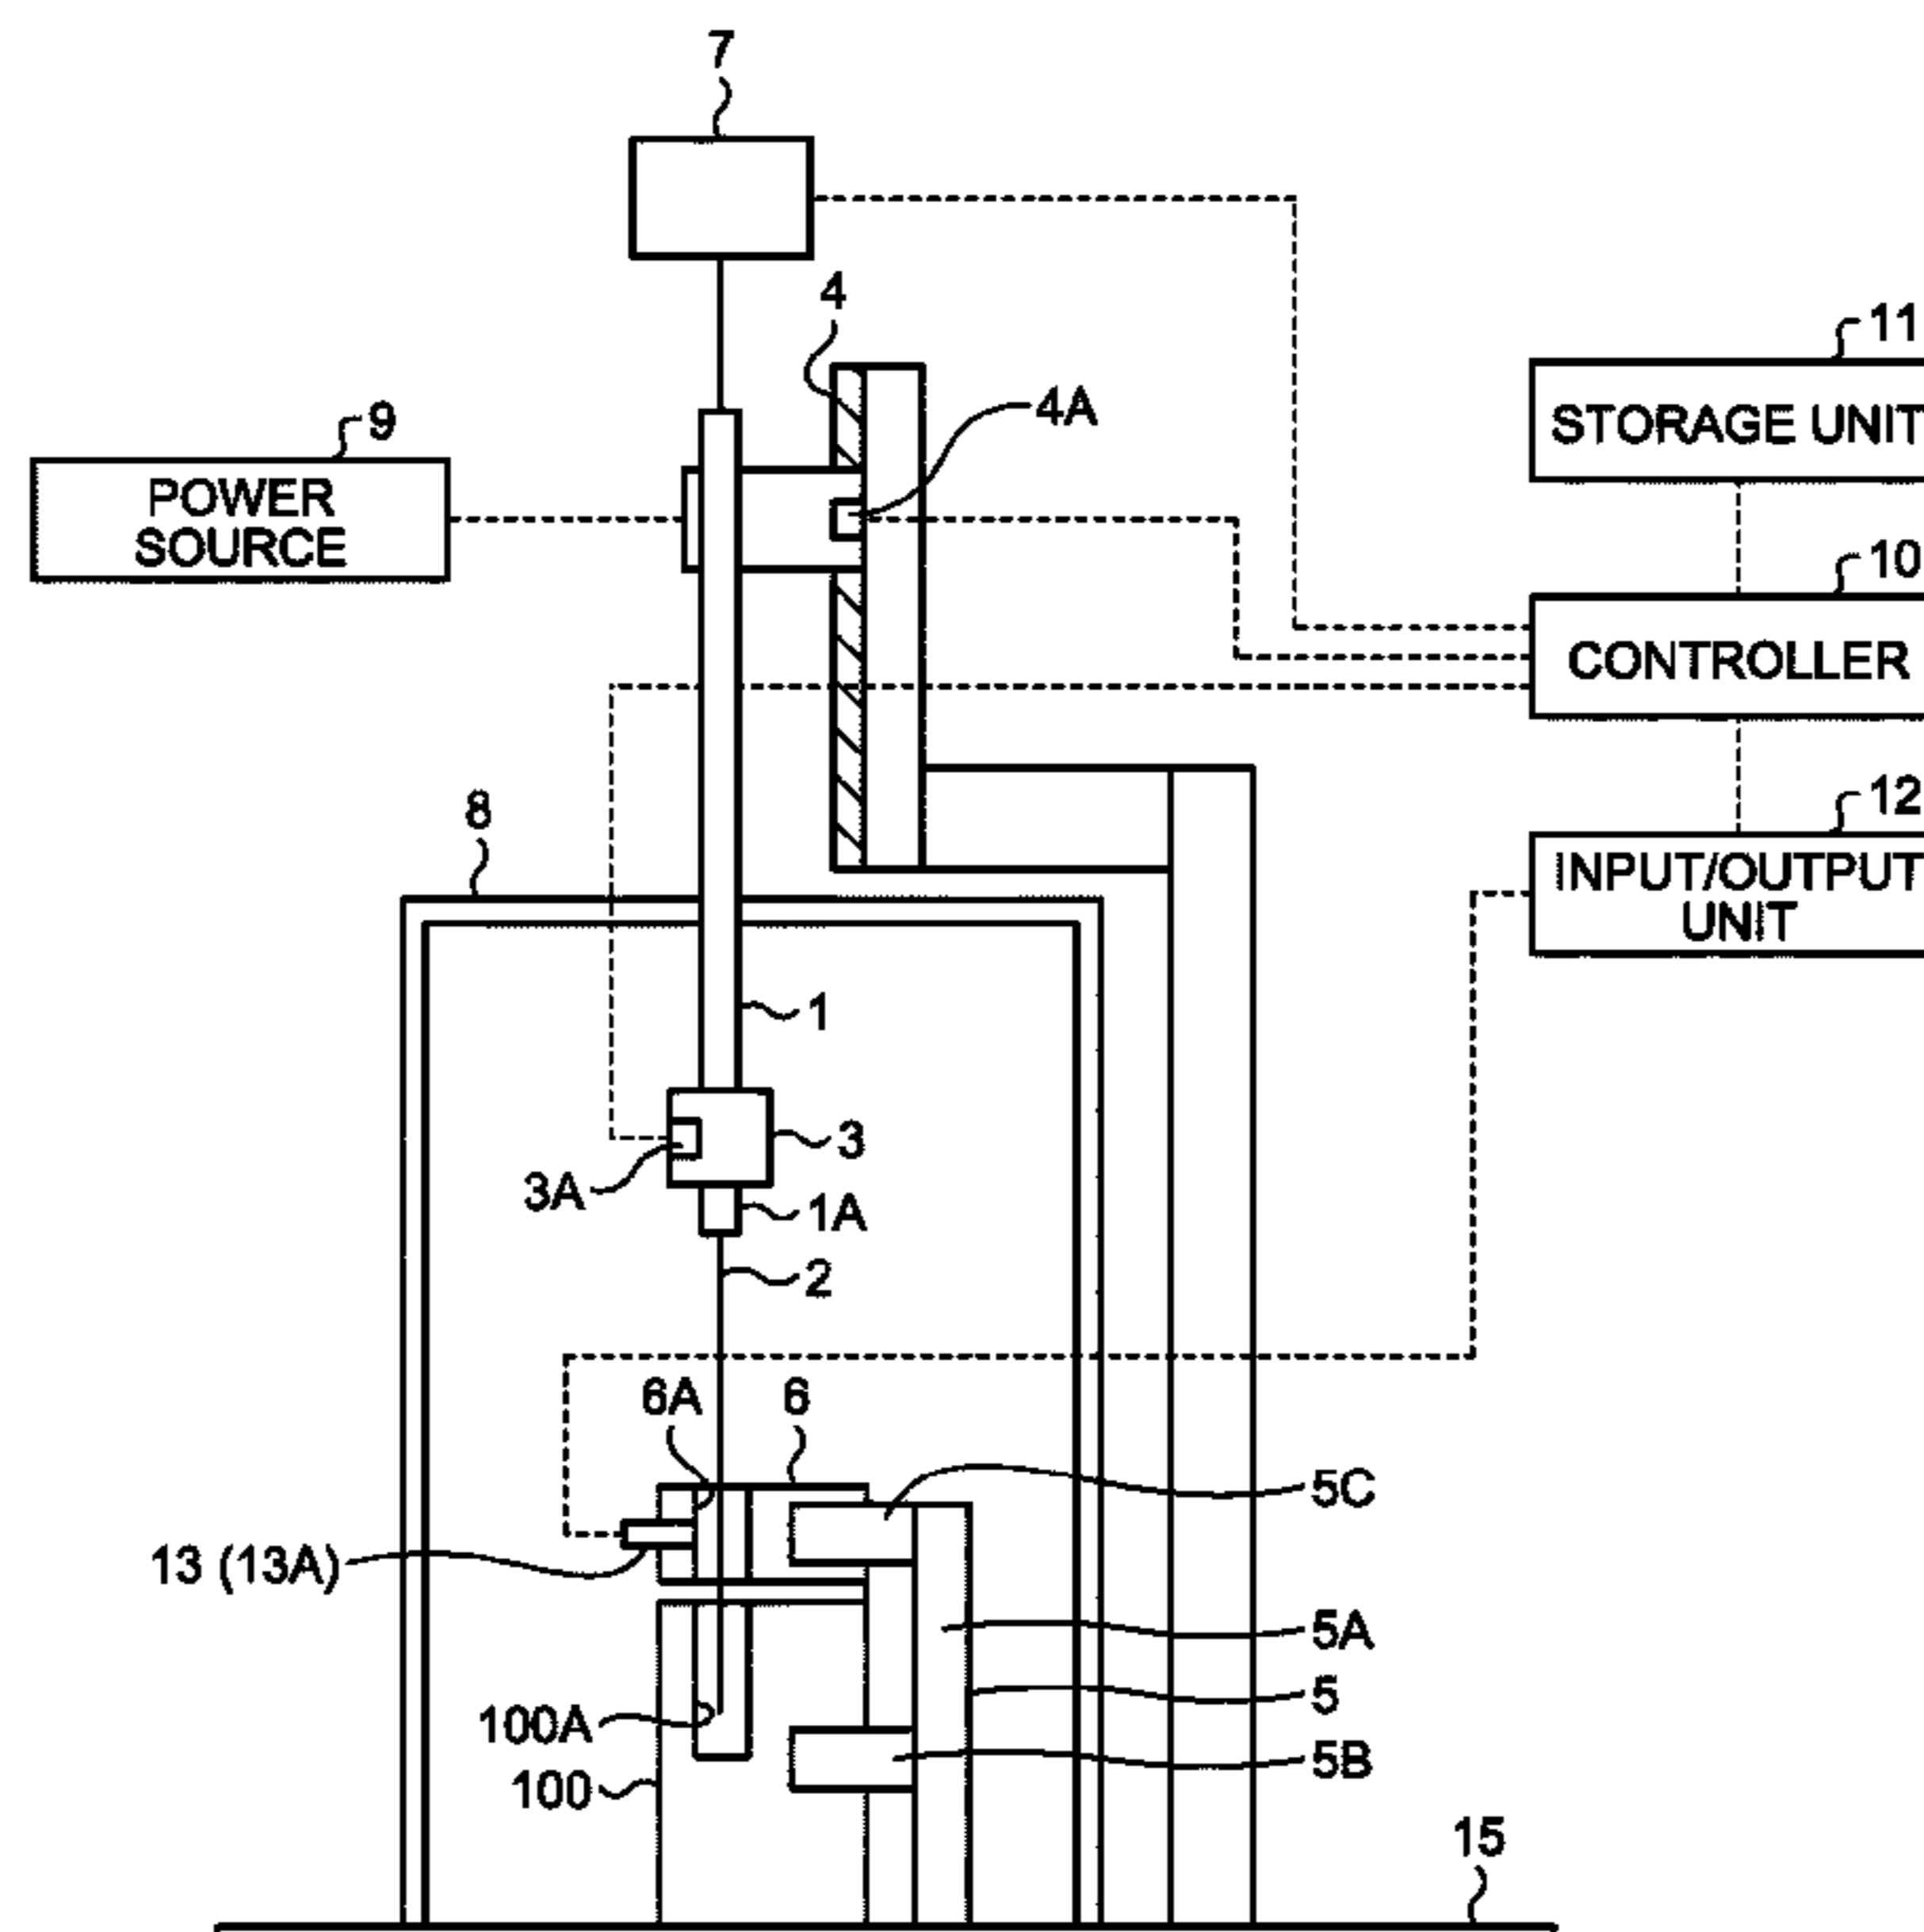 7
4
11
4A
STORAGE UNIT
9
POWER
SOURCE
10
CONTROLLER
8
12
INPUT/OUTPUT
UNIT
1
3
3A
1A
2
6A
6
5C
13 (13A)
5A
5
100A
5B
100
15